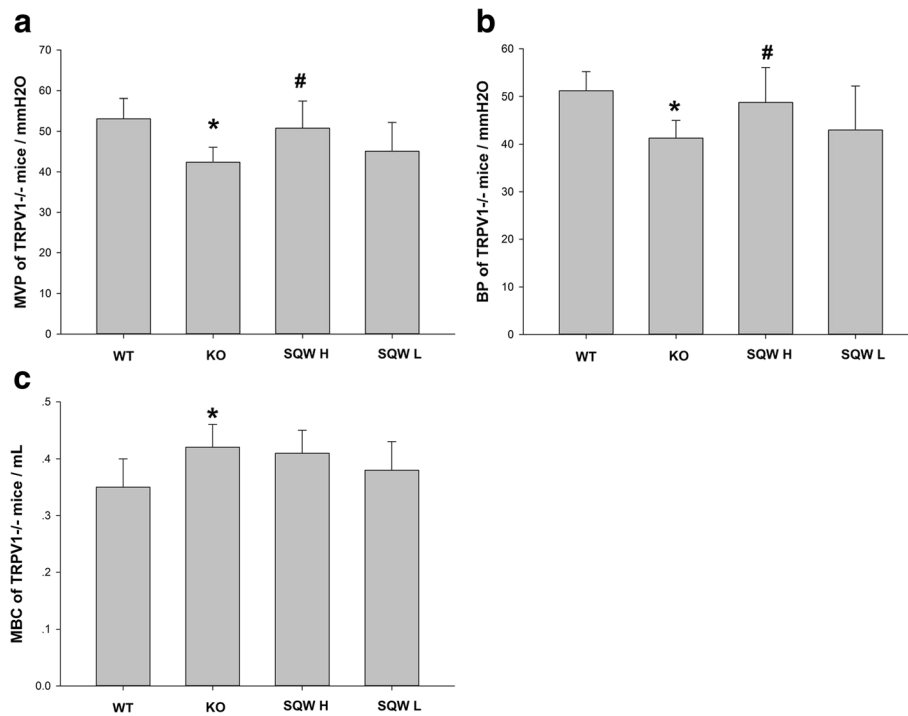 a
MVP of TRPV1-/- mice / mmH2O
70
60
50
40
30
20
10
0
*
#
WT KO SQW H SQW L
b
BP of TRPV1-/- mice / mmH2O
60
50
40
30
20
10
0
*
#
WT KO SQW H SQW L
c
MBC of TRPV1-/- mice / mL
.5
.4
.3
.2
.1
0.0
*
WT KO SQW H SQW L